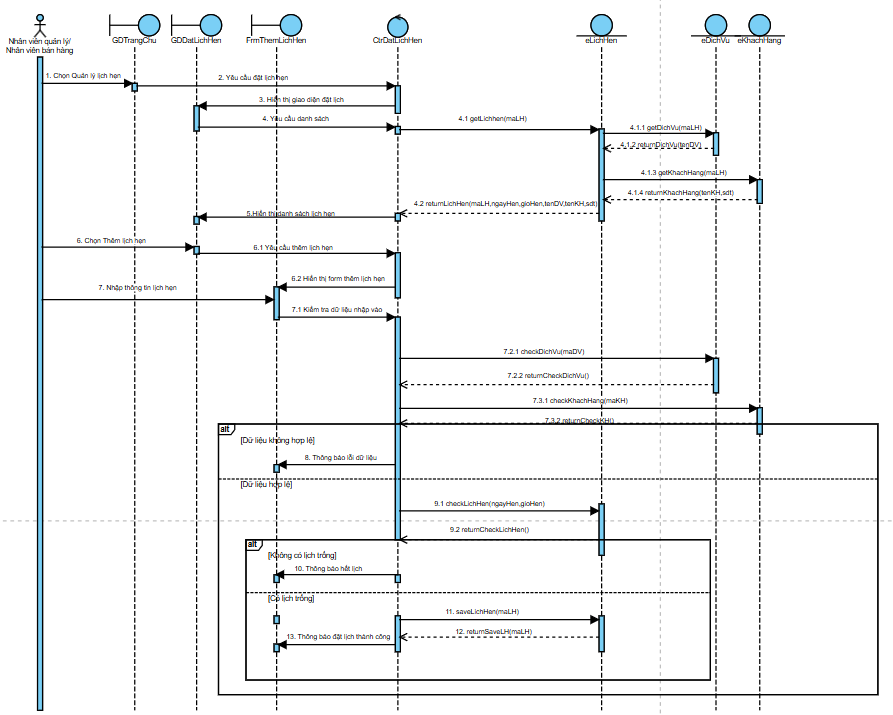 Nhân viên quản lý/
Nhân viên bán hàng
GDTrangChu
GDDatLichHen
FrmThemLichHen
CtrDatLichHen
eLichHen
eDichVu
eKhachHang
1. Chọn Quản lý lịch hẹn
2. Yêu cầu đặt lịch hẹn
3. Hiển thị giao diện đặt lịch
4. Yêu cầu danh sách
4.1 getLichhen(maLH)
4.1.1 getDichVu(maLH)
4.1.2 returnDichVu(tenDV)
4.1.3 getKhachHang(maLH)
4.1.4 returnKhachHang(tenKH,sdt)
4.2 returnLichHen(maLH,ngayHen,gioHen,tenDV,tenKH,sdt)
5.Hiển thị danh sách lịch hẹn
6. Chọn Thêm lịch hẹn
6.1 Yêu cầu thêm lịch hẹn
6.2 Hiển thị form thêm lịch hẹn
7. Nhập thông tin lịch hẹn
7.1 Kiểm tra dữ liệu nhập vào
7.2.1 checkDichVu(maDV)
7.2.2 returnCheckDichVu()
7.3.1 checkKhachHang(maKH)
7.3.2 returnCheckKH()
alt
[Dữ liệu không hợp lệ]
8. Thông báo lỗi dữ liệu
[Dữ liệu hợp lệ]
9.1 checkLichHen(ngayHen,gioHen)
9.2 returnCheckLichHen()
alt
[Không có lịch trống]
10. Thông báo hết lịch
[Có lịch trống]
11. saveLichHen(maLH)
12. returnSaveLH(maLH)
13. Thông báo đặt lịch thành công